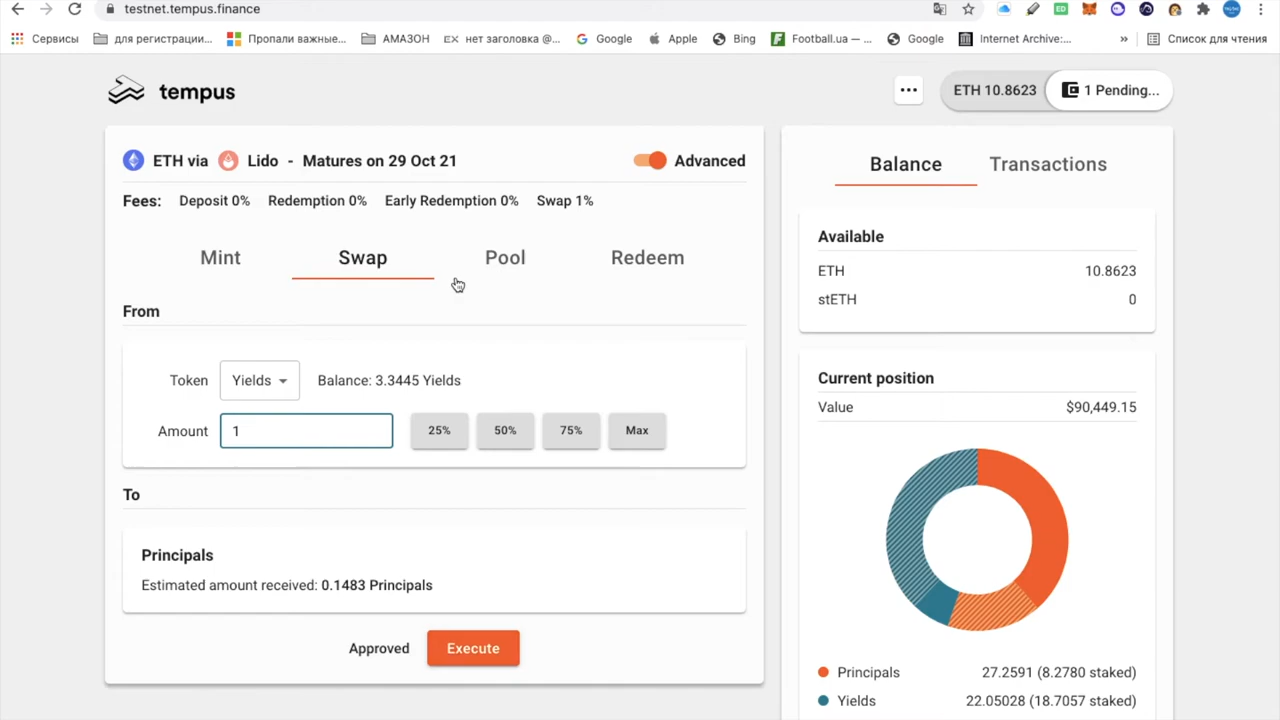 testnet.tempus.finance
Сервисы
для регистрации...
Пропали важные...
АМАЗОН
EX нет заголовка @...
Google
Apple
Bing
Football.ua — ...
Google
Internet Archive:...
»
Список для чтения
tempus
ETH 10.8623
1 Pending...
ETH via Lido - Matures on 29 Oct 21
Advanced
Fees: Deposit 0% Redemption 0% Early Redemption 0% Swap 1%
Mint Swap Pool Redeem
From
Token Yields Balance: 3.3445 Yields
Amount 1 25% 50% 75% Max
To
Principals
Estimated amount received: 0.1483 Principals
Approved Execute
Balance Transactions
Available
ETH 10.8623
stETH 0
Current position
Value $90,449.15
Principals 27.2591 (8.2780 staked)
Yields 22.05028 (18.7057 staked)